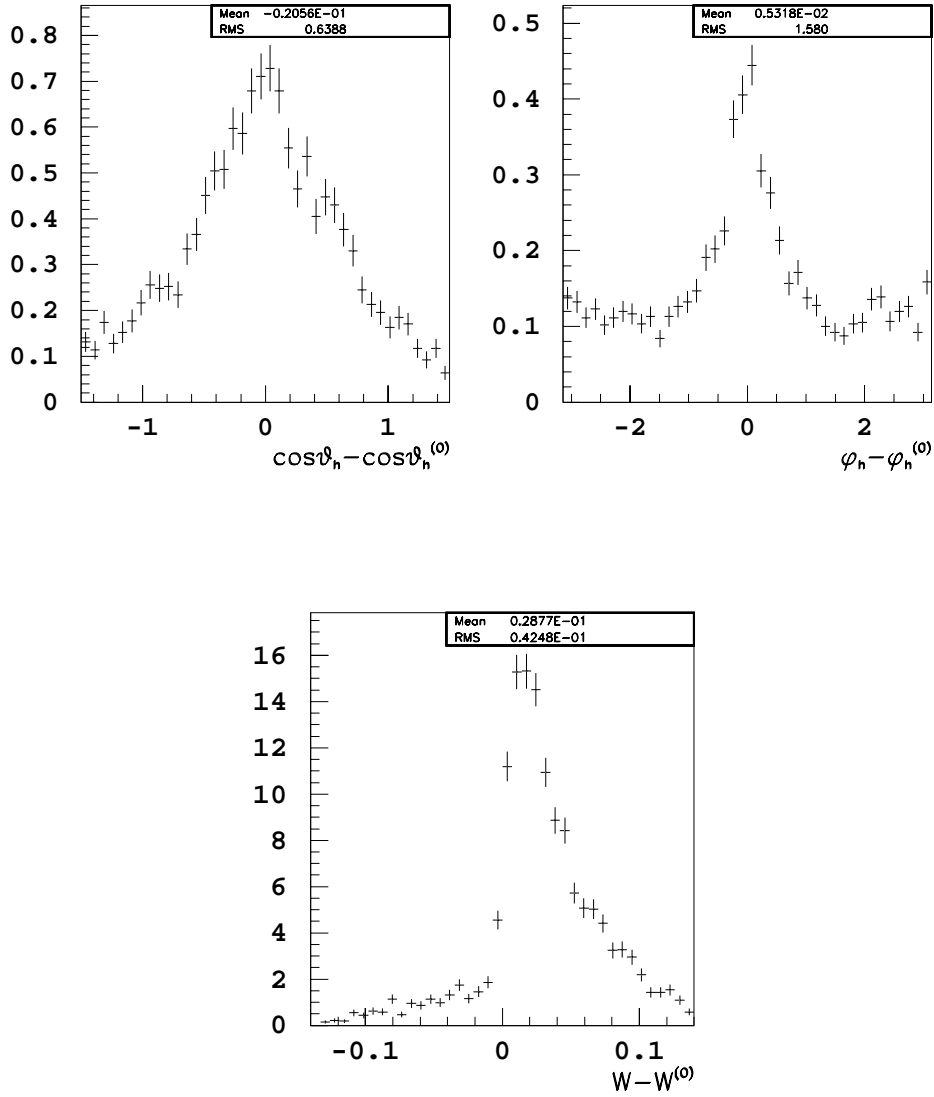 Mean -0.2056E-01
RMS 0.6388
0.8
0.7
0.6
0.5
0.4
0.3
0.2
0.1
0
-1 0 1
cosϑh−cosϑh(0)
Mean 0.5318E-02
RMS 1.580
0.5
0.4
0.3
0.2
0.1
0
-2 0 2
φh−φh(0)
Mean 0.2877E-01
RMS 0.4248E-01
16
14
12
10
8
6
4
2
0
-0.1 0 0.1
W−W(0)